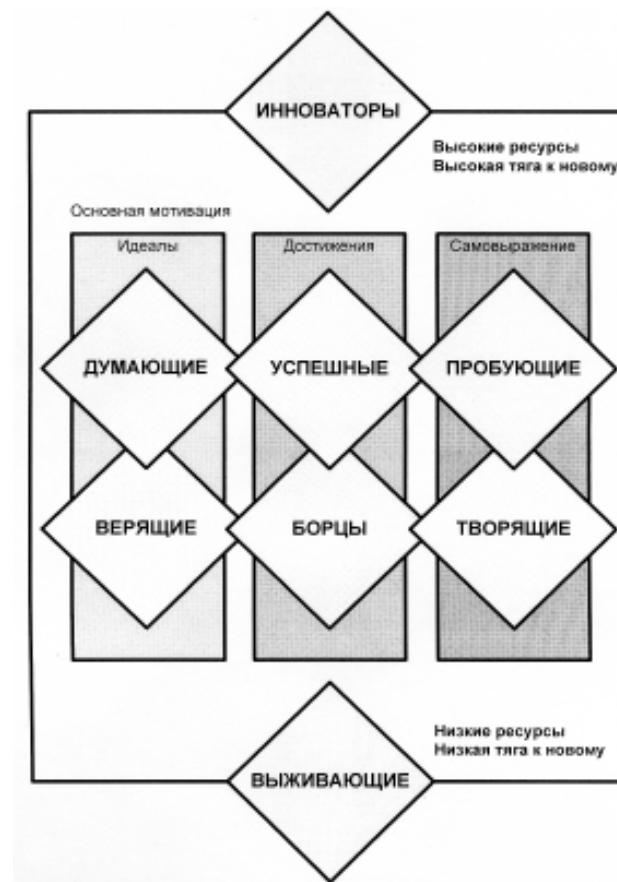 ИННОВАТОРЫ
Высокие ресурсы
Высокая тяга к новому
Основная мотивация
Идеалы
Достижения
Самовыражение
ДУМАЮЩИЕ
УСПЕШНЫЕ
ПРОБУЮЩИЕ
ВЕРЯЩИЕ
БОРЦЫ
ТВОРЯЩИЕ
Низкие ресурсы
Низкая тяга к новому
ВЫЖИВАЮЩИЕ